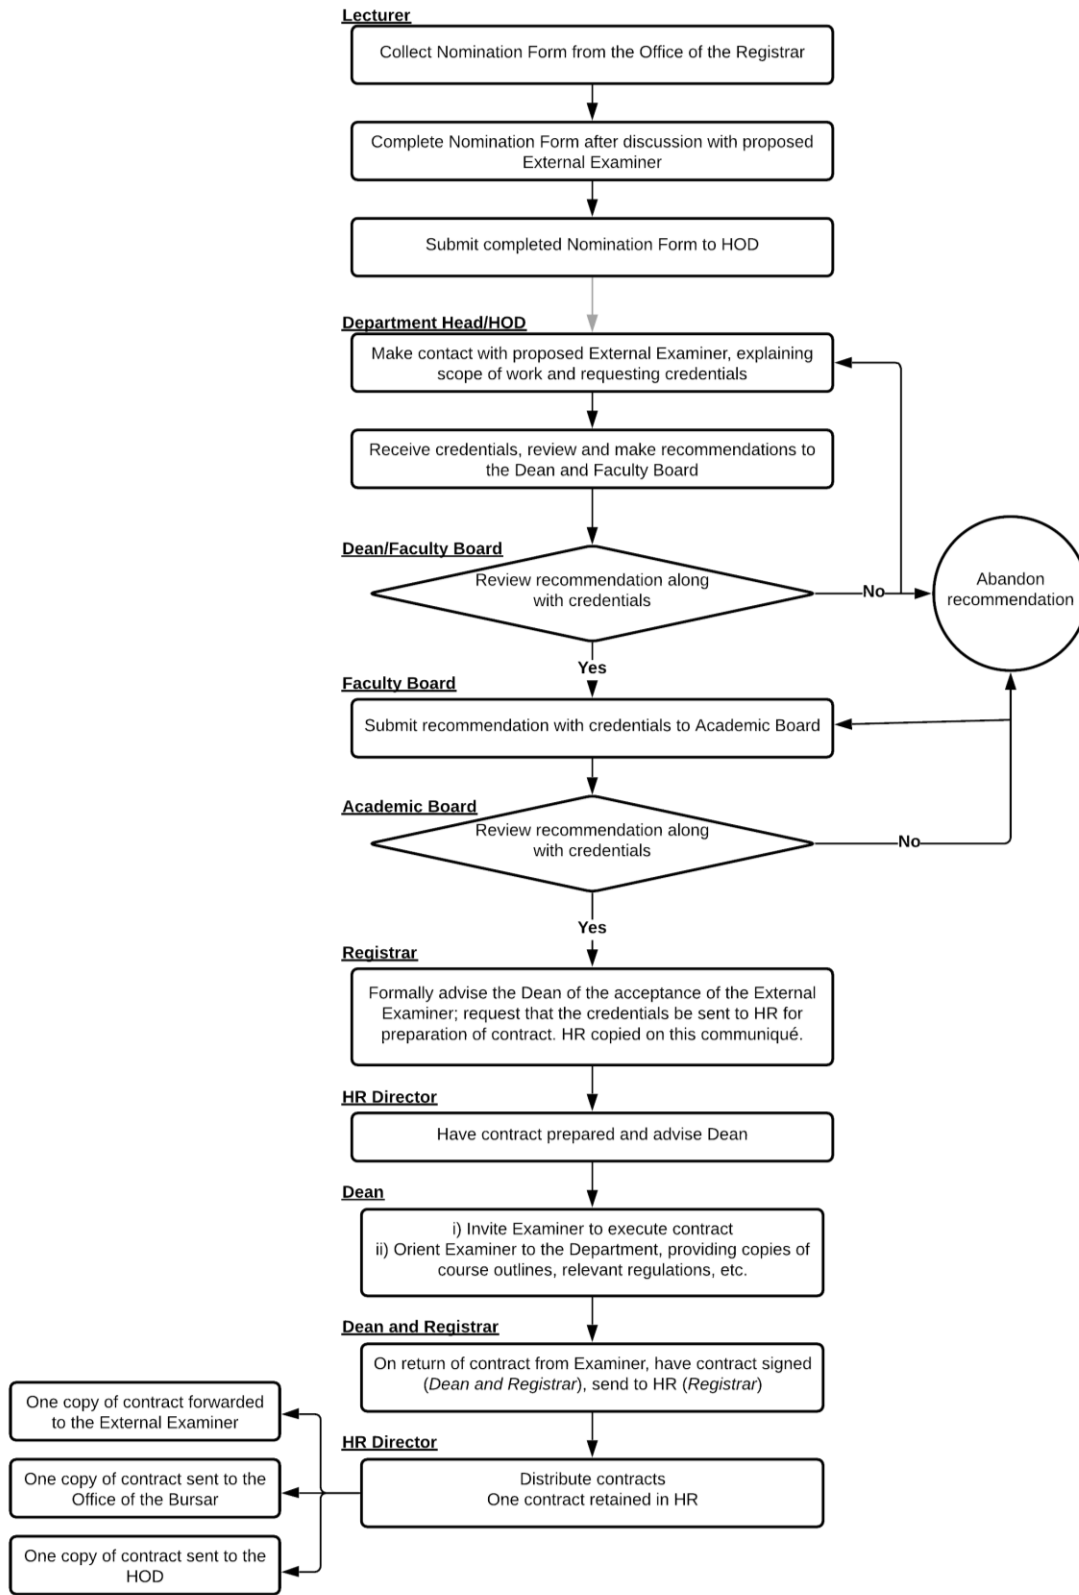 Lecturer
Collect Nomination Form from the Office of the Registrar
Complete Nomination Form after discussion with proposed
External Examiner
Submit completed Nomination Form to HOD
Department Head/HOD
Make contact with proposed External Examiner, explaining
scope of work and requesting credentials
Receive credentials, review and make recommendations to
the Dean and Faculty Board
Dean/Faculty Board
Review recommendation along
with credentials
No
Abandon
recommendation
Yes
Faculty Board
Submit recommendation with credentials to Academic Board
Academic Board
Review recommendation along
with credentials
No
Yes
Registrar
Formally advise the Dean of the acceptance of the External
Examiner; request that the credentials be sent to HR for
preparation of contract. HR copied on this communiqué.
HR Director
Have contract prepared and advise Dean
Dean
i) Invite Examiner to execute contract
ii) Orient Examiner to the Department, providing copies of
course outlines, relevant regulations, etc.
Dean and Registrar
On return of contract from Examiner, have contract signed
(Dean and Registrar), send to HR (Registrar)
HR Director
Distribute contracts
One contract retained in HR
One copy of contract forwarded
to the External Examiner
One copy of contract sent to the
Office of the Bursar
One copy of contract sent to the
HOD